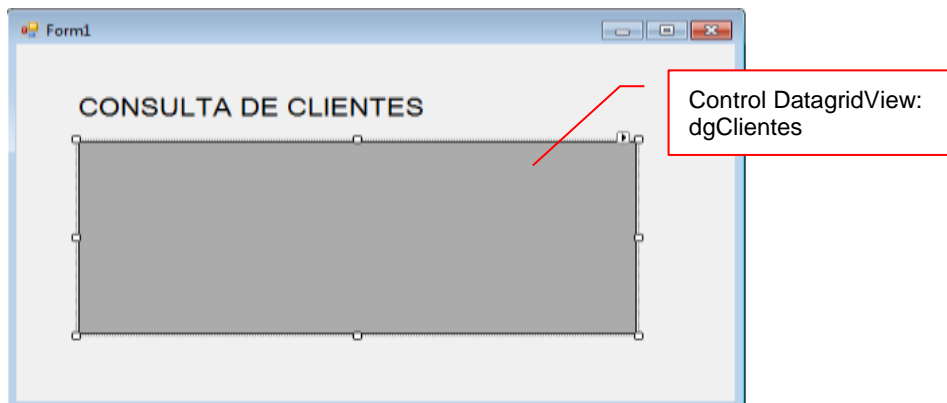 Form1
CONSULTA DE CLIENTES
Control DatagridView:
dgClientes